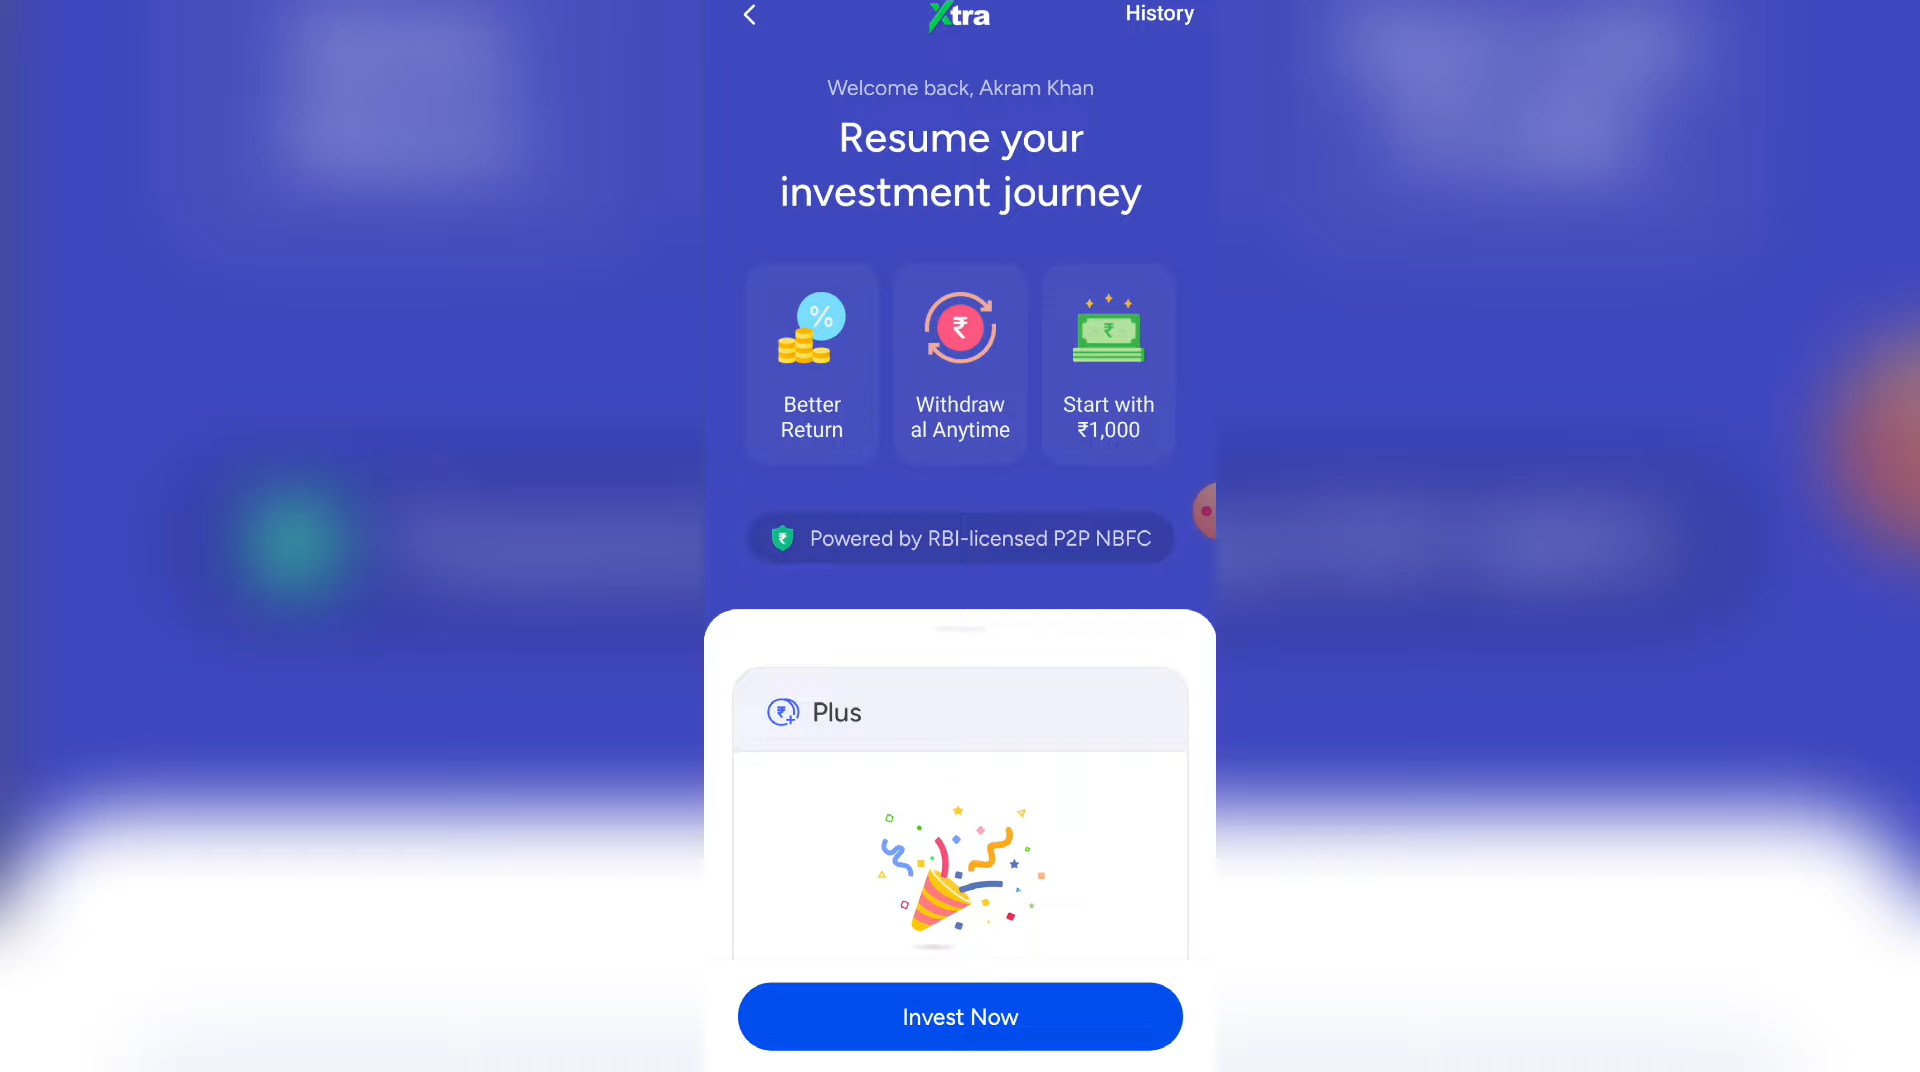 Xtra
History
Welcome back, Akram Khan
Resume your
investment journey
%
₹
₹
Better
Return
Withdraw
al Anytime
Start with
₹1,000
₹
Powered by RBI-licensed P2P NBFC
₹
Plus
Invest Now